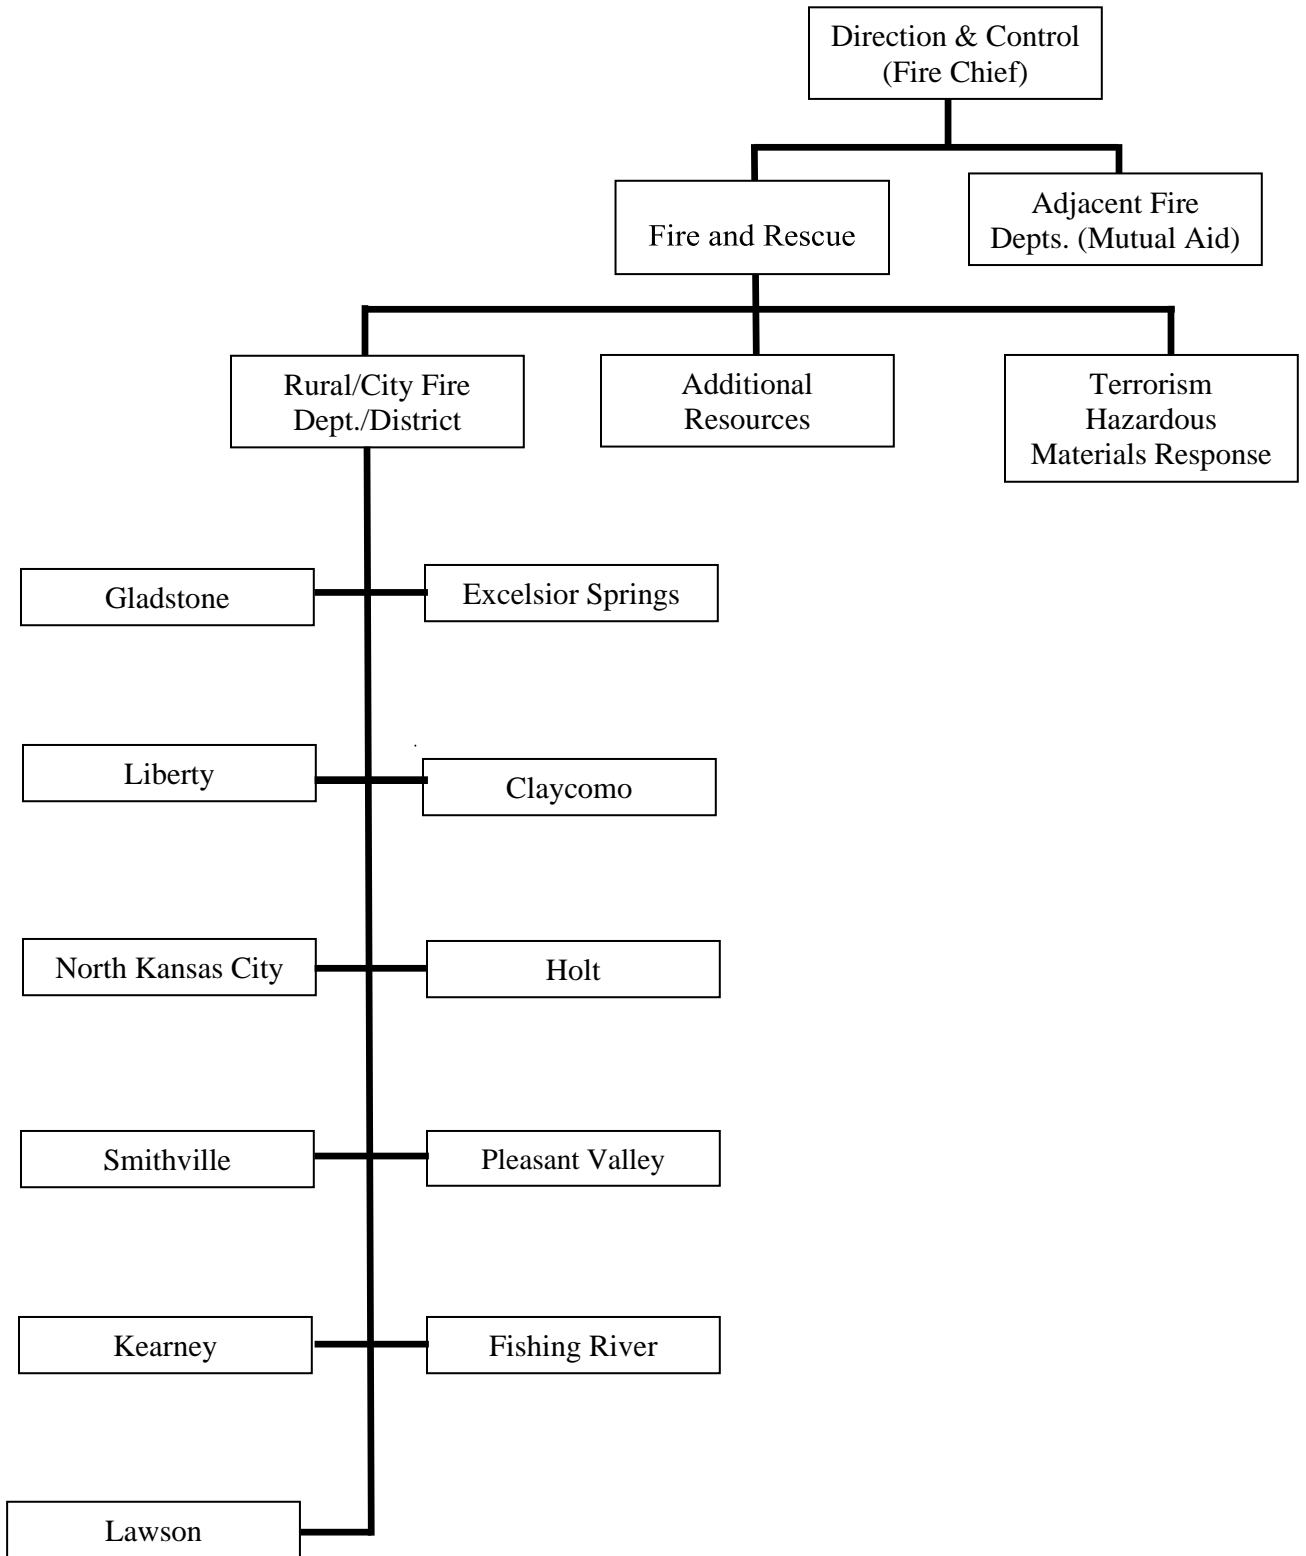 Direction & Control
(Fire Chief)
Fire and Rescue
Adjacent Fire
Depts. (Mutual Aid)
Rural/City Fire
Dept./District
Additional
Resources
Terrorism
Hazardous
Materials Response
Gladstone
Excelsior Springs
Liberty
Claycomo
North Kansas City
Holt
Smithville
Pleasant Valley
Kearney
Fishing River
Lawson